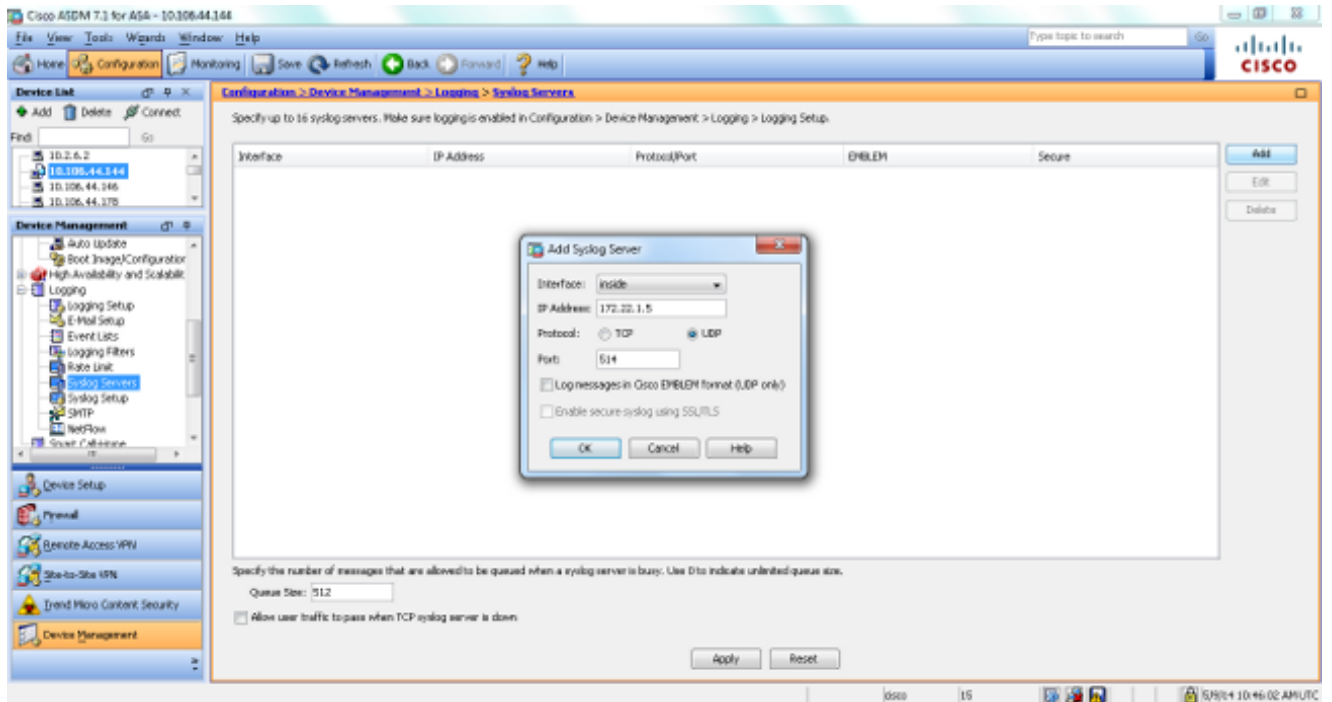 Cisco ASDM 7.1 for ASA - 10.106.44.144
File View Tools Wizards Window Help
Type topic to search Go
Home Configuration Monitoring Save Refresh Back Forward Help
CISCO
Device List
Add Delete Connect
Find: Go
10.2.6.2
10.106.44.144
10.106.44.146
10.106.44.178
Device Management
Auto Update
Boot Image/Configuration
High Availability and Scalabilit
Logging
Logging Setup
E-Mail Setup
Event Lists
Logging Filters
Rate Limit
Syslog Servers
Syslog Setup
SMTP
NetFlow
Smart Call-Home
Device Setup
Firewall
Remote Access VPN
Site-to-Site VPN
Trend Micro Content Security
Device Management
Configuration > Device Management > Logging > Syslog Servers
Specify up to 16 syslog servers. Make sure logging is enabled in Configuration > Device Management > Logging > Logging Setup.
Interface IP Address Protocol/Port EMBLEM Secure
Add
Edit
Delete
Add Syslog Server
Interface: inside
IP Address: 172.22.1.5
Protocol: TCP UDP
Port: 514
Log messages in Cisco EMBLEM format (UDP only)
Enable secure syslog using SSL/TLS
OK Cancel Help
Specify the number of messages that are allowed to be queued when a syslog server is busy. Use 0 to indicate unlimited queue size.
Queue Size: 512
Allow user traffic to pass when TCP syslog server is down
Apply Reset
cisco 15 5/9/14 10:46:02 AM UTC